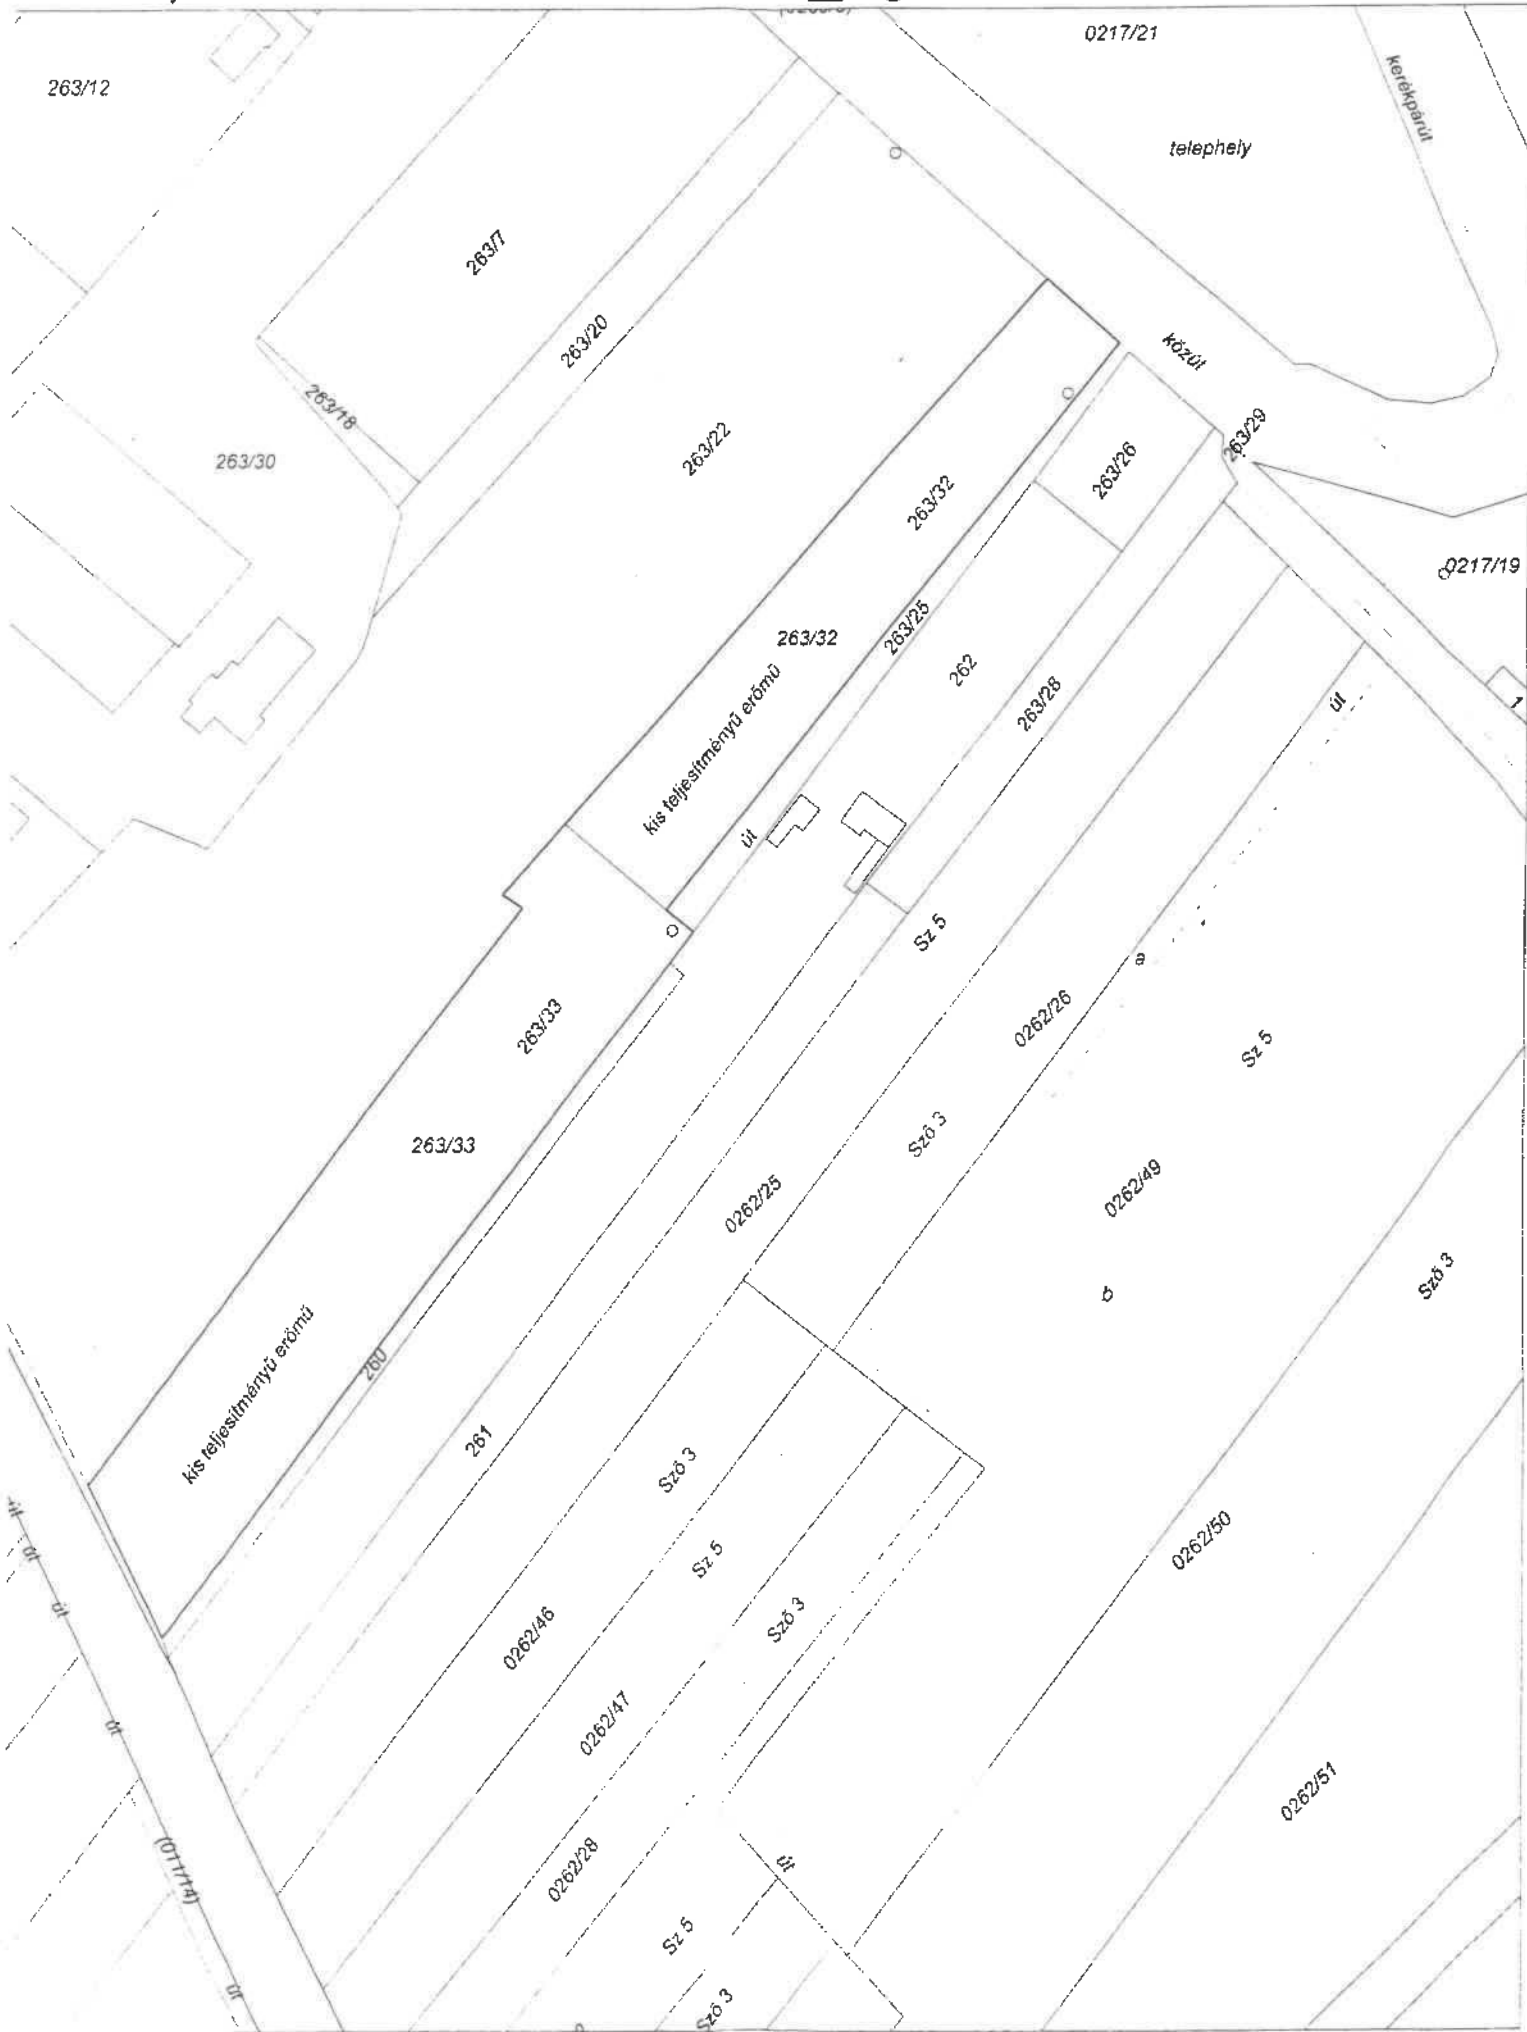 0217/21
263/12
kerékpárút
telephely
263/7
263/20
közút
263/18
263/29
263/22
263/30
263/26
263/32
0217/19
263/25
263/32
262
263/28
út
1
kis teljesítményű erőmű
út
Sz 5
a
263/33
0262/26
Sz 5
Sző 3
263/33
0262/49
0262/25
Sző 3
b
kis teljesítményű erőmű
260
261
Sző 3
út
út
Sz 5
0262/50
út
Sző 3
0262/46
út
0262/47
0262/51
(011/14)
0262/28
út
Sz 5
út
Sző 3